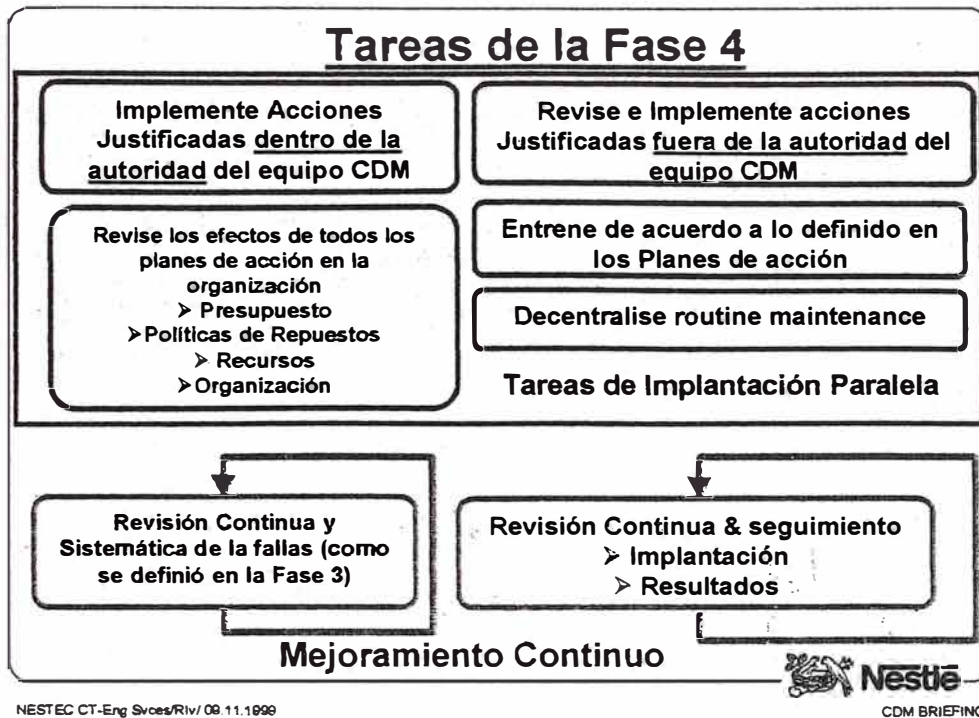 Tareas de la Fase 4
Implemente Acciones
Justificadas dentro de la
autoridad del equipo CDM
Revise e Implemente acciones
Justificadas fuera de la autoridad del
equipo CDM
Revise los efectos de todos los
planes de acción en la
organización
➢ Presupuesto
➢Políticas de Repuestos
➢ Recursos
➢Organización
Entrene de acuerdo a lo definido en
los Planes de acción
Decentralise routine maintenance
Tareas de Implantación Paralela
Revisión Continua y
Sistemática de la fallas (como
se definió en la Fase 3)
Revisión Continua & seguimiento
➢ Implantación
➢ Resultados
Mejoramiento Continuo
Nestlé
NESTEC CT-Eng Svces/Rlv/ 09.11.1999
CDM BRIEFING